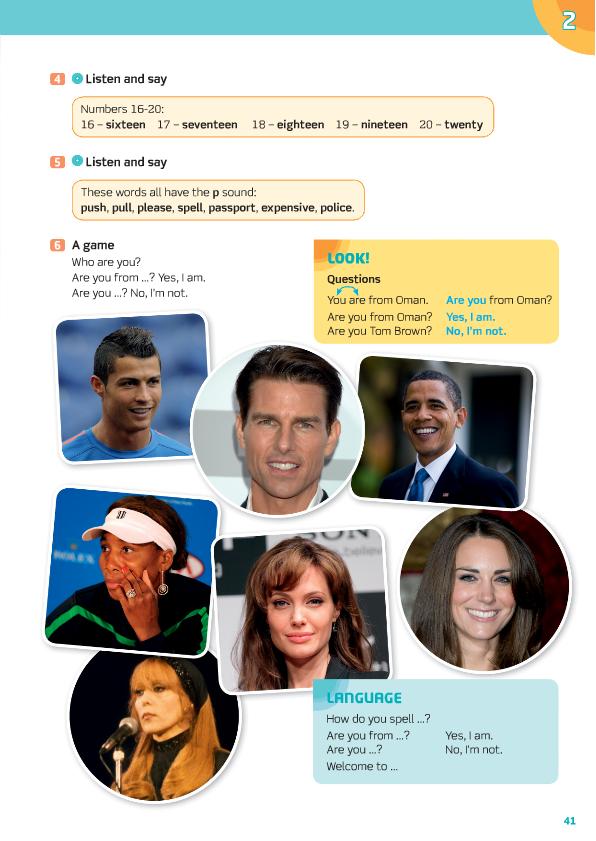 2
4 Listen and say
Numbers 16-20:
16 – sixteen 17 – seventeen 18 – eighteen 19 – nineteen 20 – twenty
5 Listen and say
These words all have the p sound:
push, pull, please, spell, passport, expensive, police.
6 A game
Who are you?
Are you from ...? Yes, I am.
Are you ...? No, I'm not.
LOOK!
Questions
You are from Oman. Are you from Oman?
Are you from Oman? Yes, I am.
Are you Tom Brown? No, I'm not.
ROLEX
SON
believe
LANGUAGE
How do you spell ...?
Are you from ...? Yes, I am.
Are you ...? No, I'm not.
Welcome to ...
41